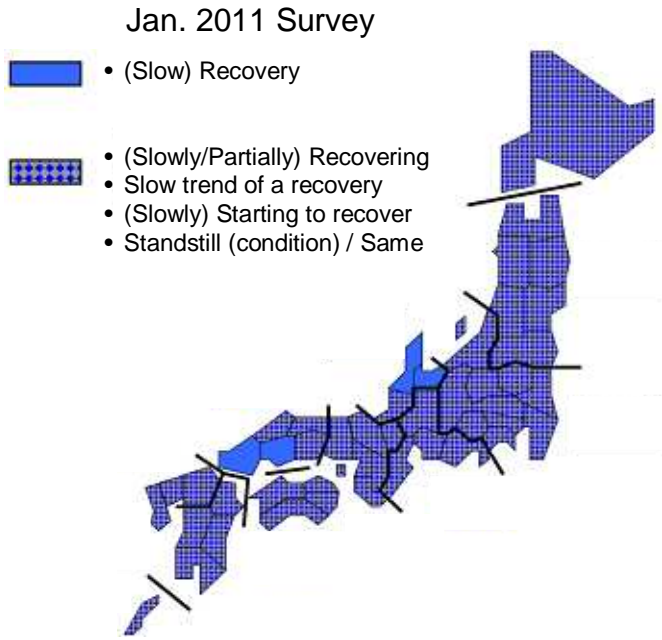 Jan. 2011 Survey
• (Slow) Recovery
• (Slowly/Partially) Recovering
• Slow trend of a recovery
• (Slowly) Starting to recover
• Standstill (condition) / Same